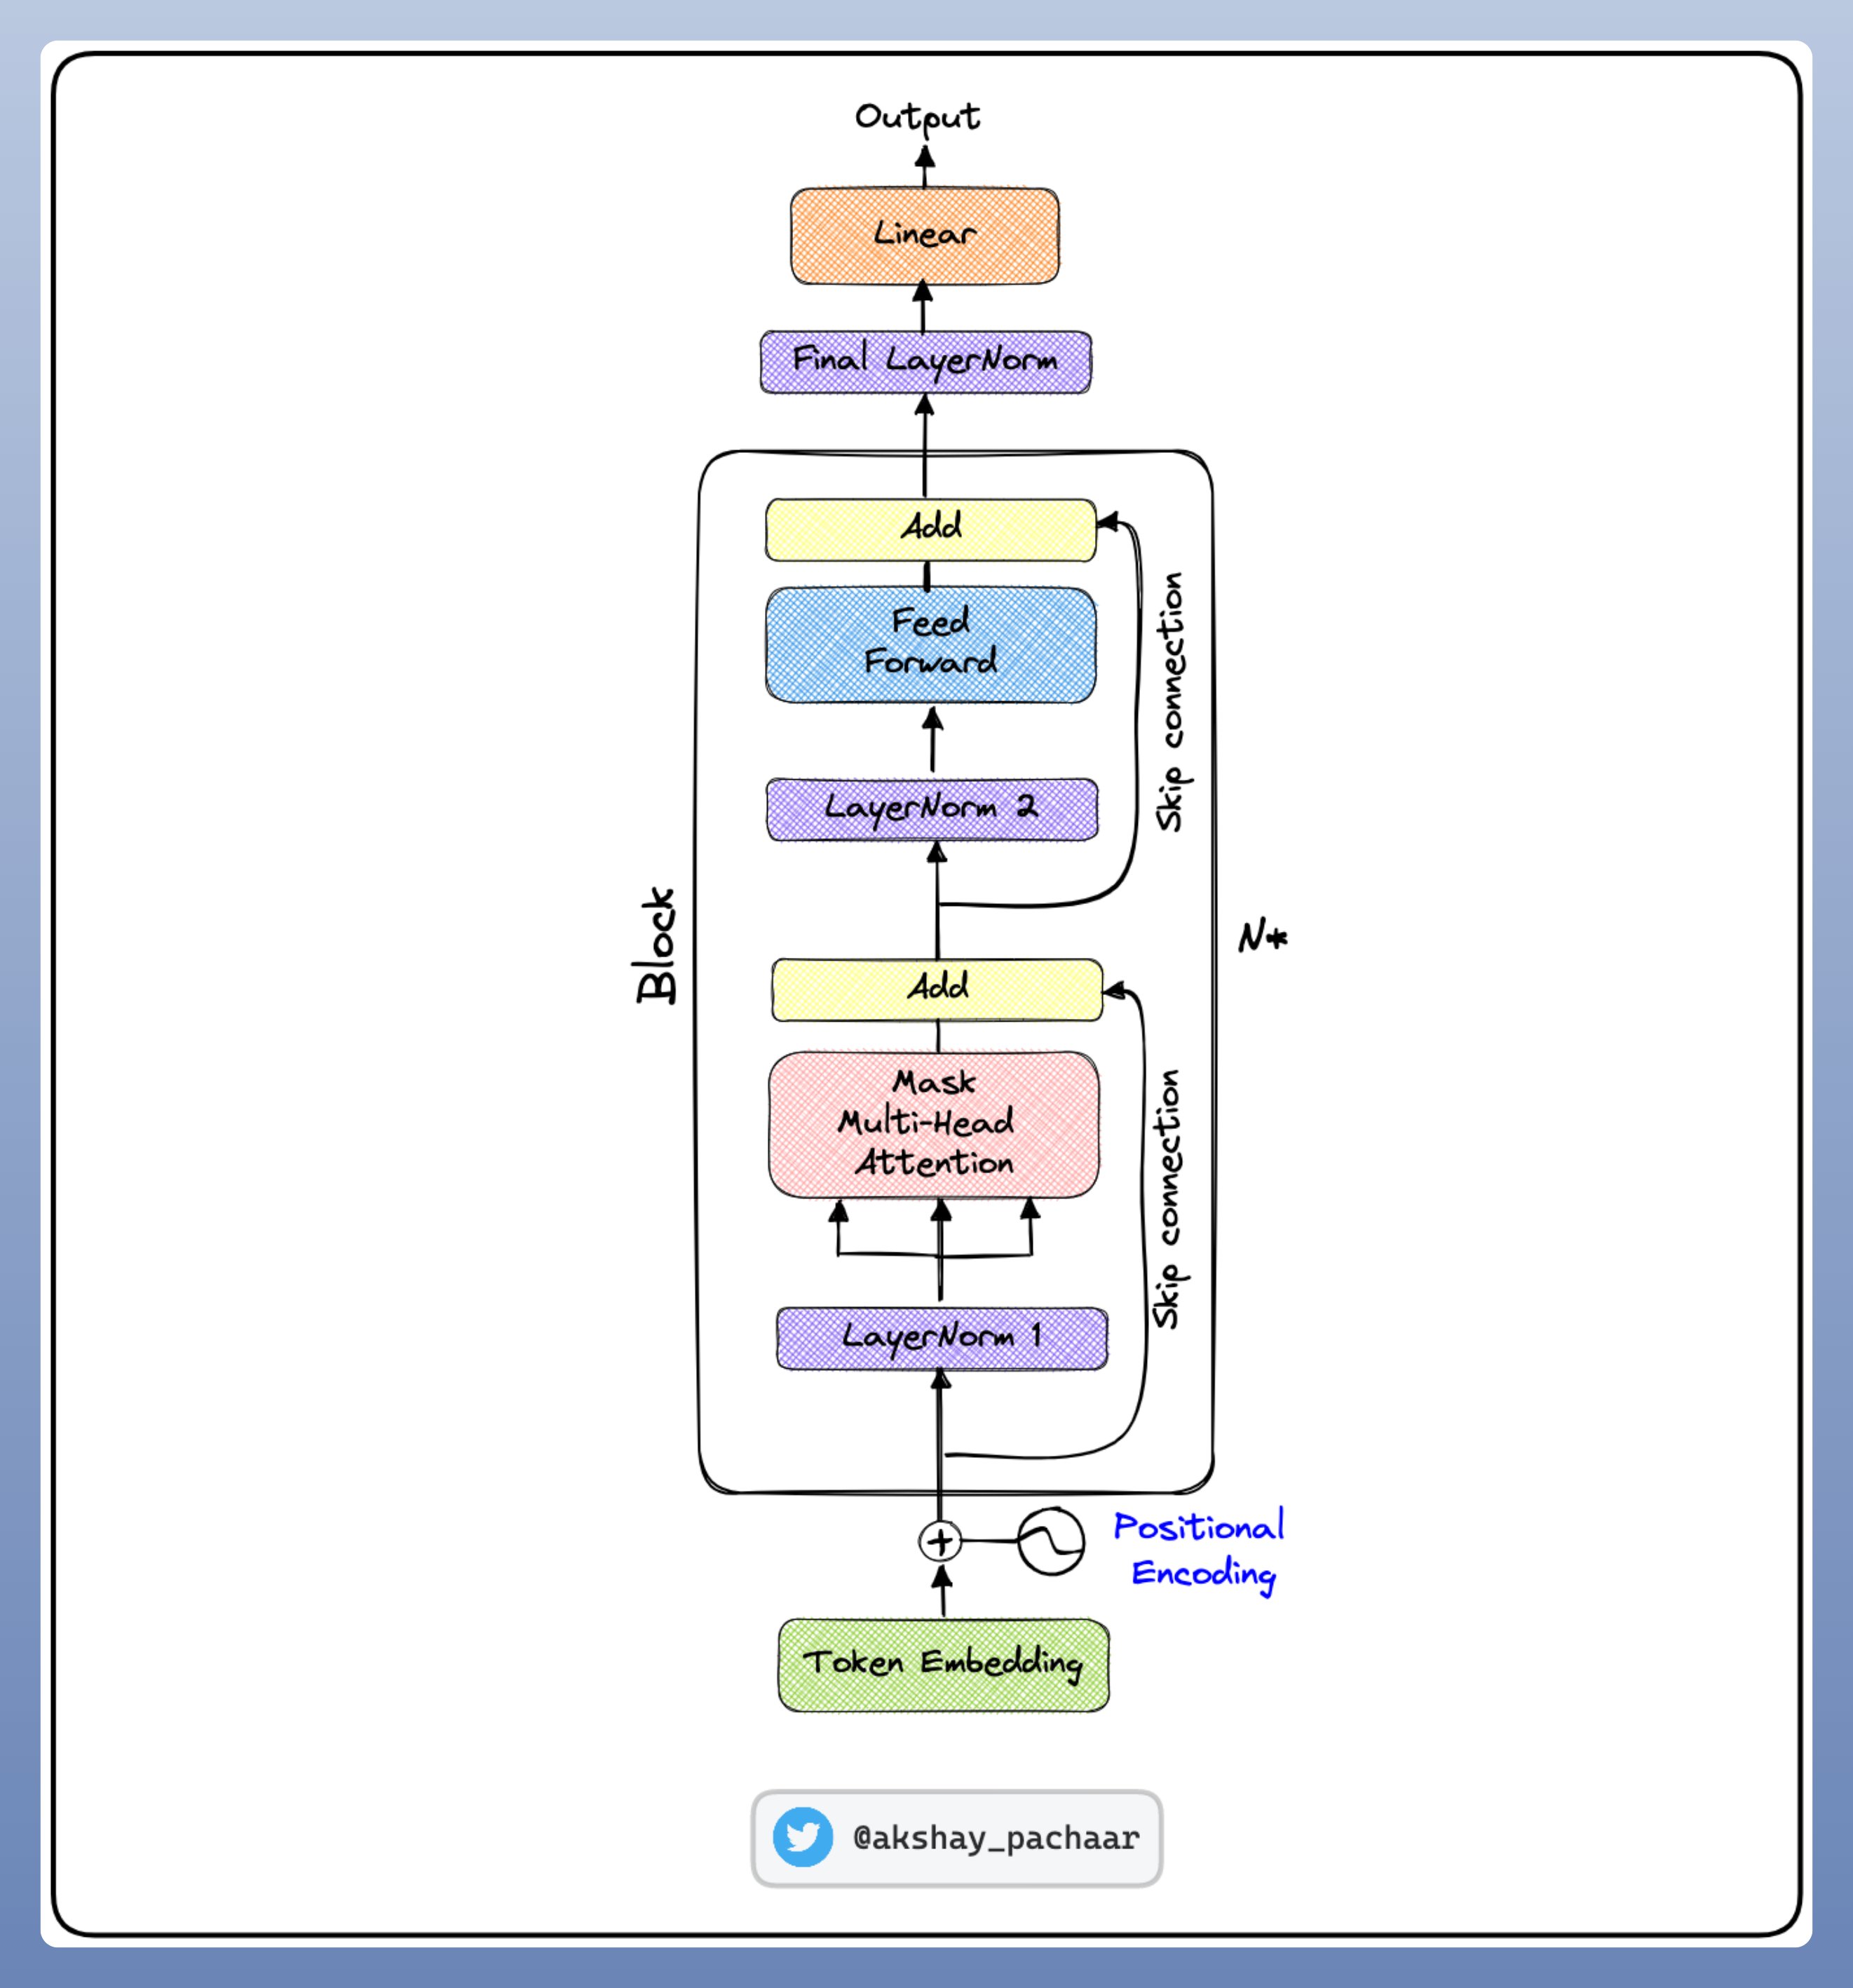 Output
Linear
Final LayerNorm
Add
Feed
Forward
Skip connection
LayerNorm 2
Block
N*
Add
Mask
Multi-Head
Attention
Skip connection
LayerNorm 1
Positional
Encoding
+
Token Embedding
@akshay_pachaar